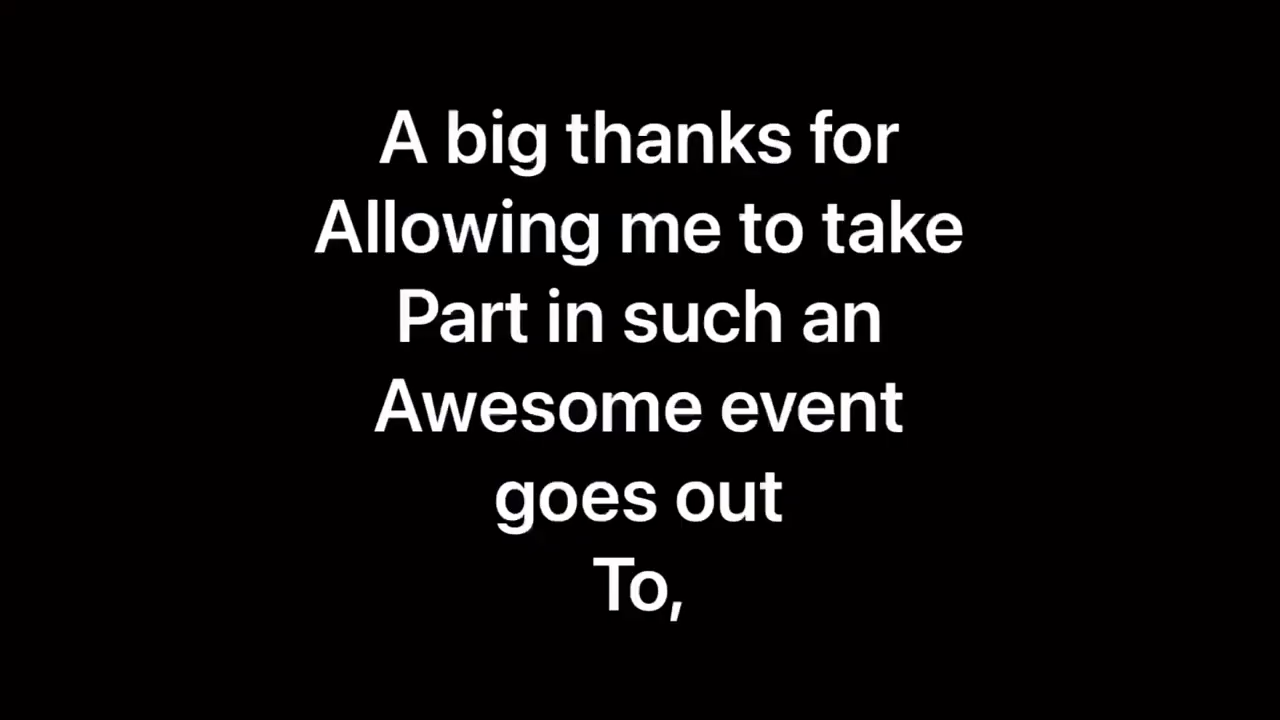 A big thanks for
Allowing me to take
Part in such an
Awesome event
goes out
To,